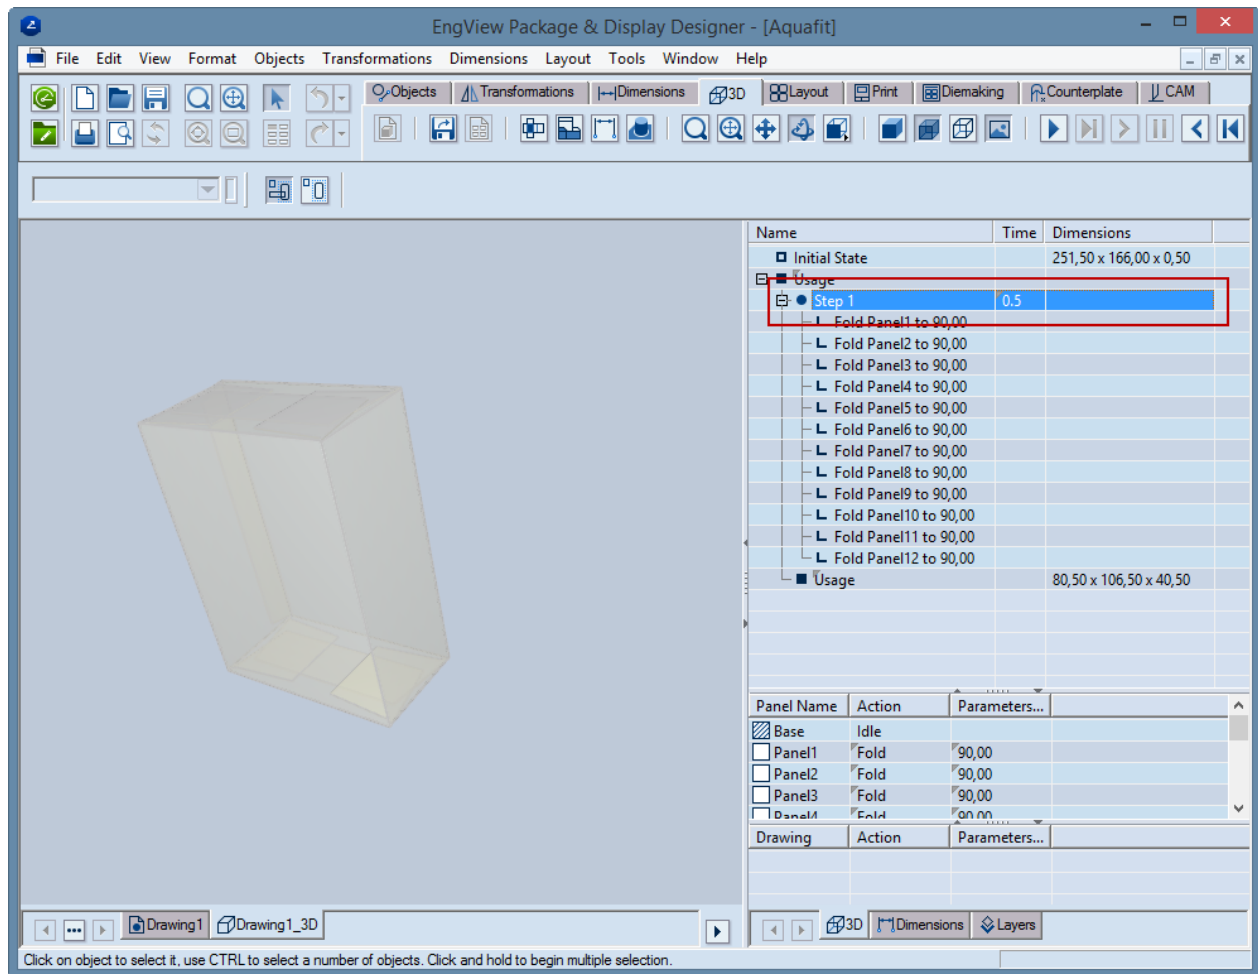 EngView Package & Display Designer - [Aquafit]
File Edit View Format Objects Transformations Dimensions Layout Tools Window Help
Objects Transformations Dimensions 3D Layout Print Diemaking Counterplate CAM
Name Time Dimensions
Initial State 251,50 x 166,00 x 0,50
Usage
Step 1 0.5
Fold Panel1 to 90,00
Fold Panel2 to 90,00
Fold Panel3 to 90,00
Fold Panel4 to 90,00
Fold Panel5 to 90,00
Fold Panel6 to 90,00
Fold Panel7 to 90,00
Fold Panel8 to 90,00
Fold Panel9 to 90,00
Fold Panel10 to 90,00
Fold Panel11 to 90,00
Fold Panel12 to 90,00
Usage 80,50 x 106,50 x 40,50
Panel Name Action Parameters...
Base Idle
Panel1 Fold 90,00
Panel2 Fold 90,00
Panel3 Fold 90,00
Panel4 Fold 90,00
Drawing Action Parameters...
Drawing1 Drawing1_3D
3D Dimensions Layers
Click on object to select it, use CTRL to select a number of objects. Click and hold to begin multiple selection.